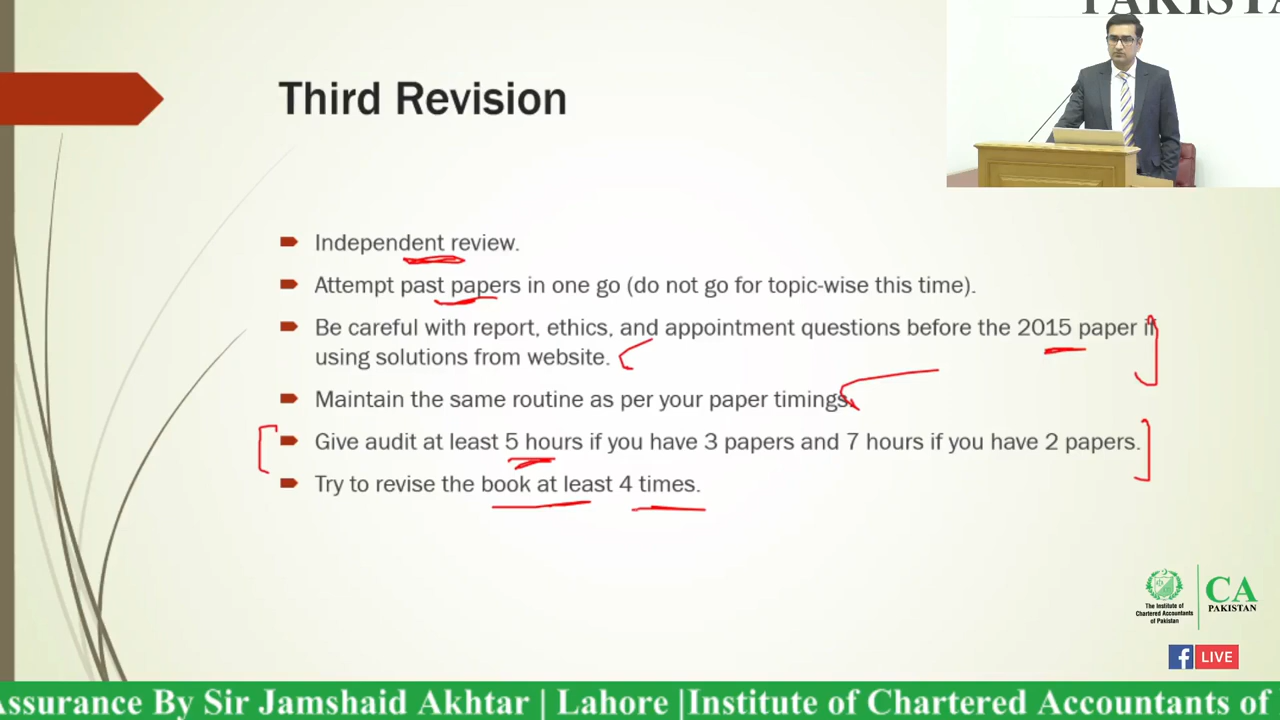 PAKISTA
Third Revision
Independent review.
Attempt past papers in one go (do not go for topic-wise this time).
Be careful with report, ethics, and appointment questions before the 2015 paper if
using solutions from website.
Maintain the same routine as per your paper timings.
Give audit at least 5 hours if you have 3 papers and 7 hours if you have 2 papers.
Try to revise the book at least 4 times.
The Institute of
Chartered Accountants
of Pakistan
CA
PAKISTAN
f LIVE
Assurance By Sir Jamshaid Akhtar | Lahore |Institute of Chartered Accountants of